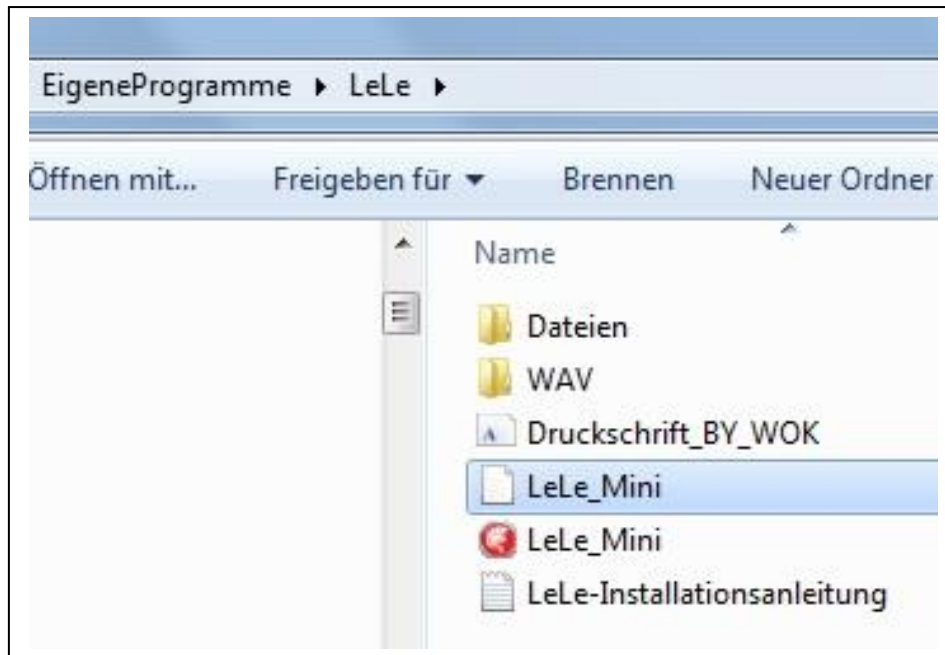 EigeneProgramme ▸ LeLe ▸
Öffnen mit... Freigeben für ▾ Brennen Neuer Ordner
Name
Dateien
WAV
Druckschrift_BY_WOK
LeLe_Mini
LeLe_Mini
LeLe-Installationsanleitung